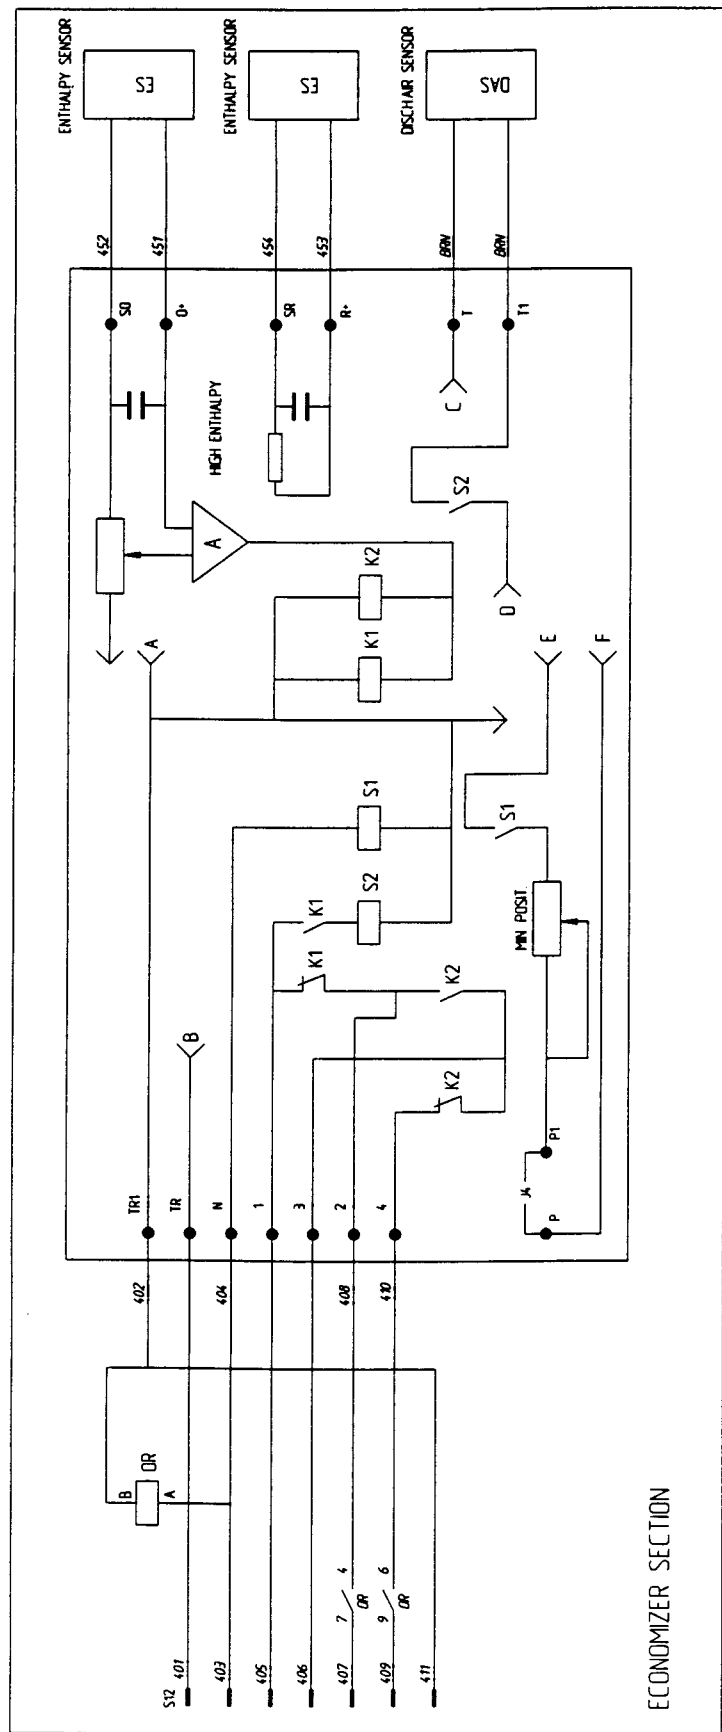 ENTHALPY SENSOR
ES
ENTHALPY SENSOR
ES
DISCH AIR SENSOR
DAS
452
451
454
453
BRN
BRN
SO
O+
SR
R+
T
T1
HIGH ENTHALPY
C
S2
D
A
K2
K1
A
E
F
S1
S2
K1
K1
K2
K2
S1
MIN POSIT.
B
TR1
TR
N
1
3
2
4
P1
J4
P
402
404
408
410
OR
B
A
4
7
OR
6
9
OR
S12
401
403
405
406
407
409
411
ECONOMIZER SECTION